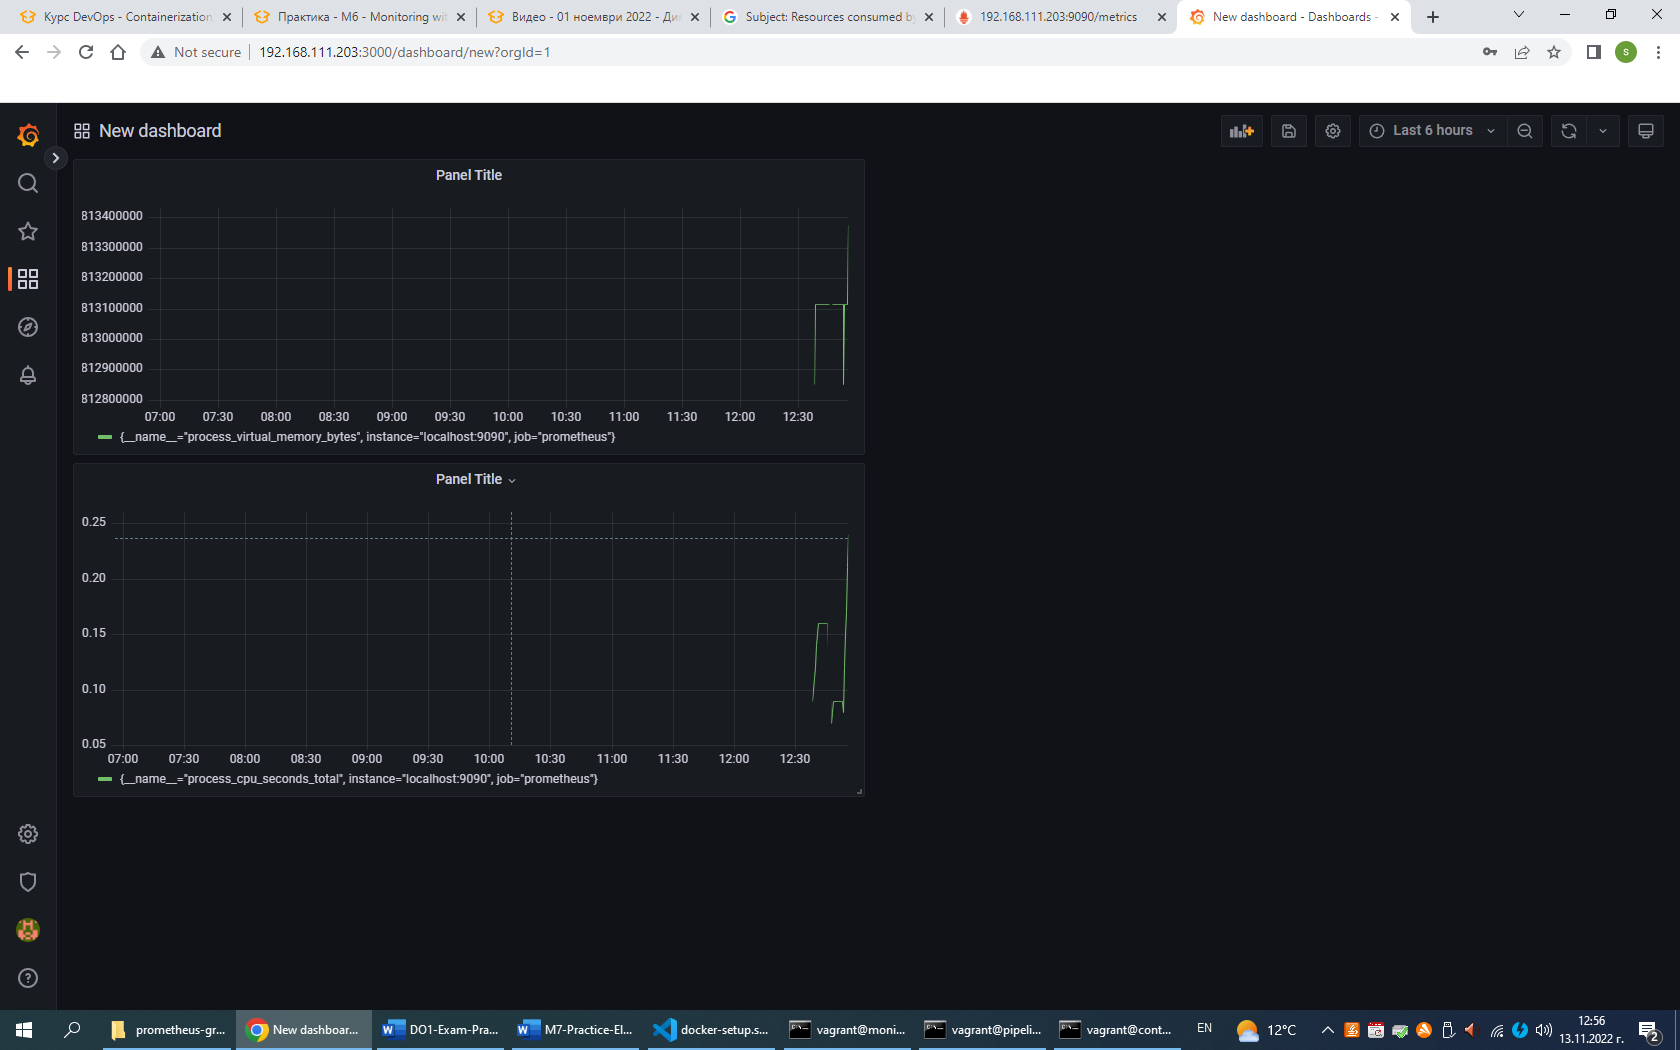 Курс DevOps - Containerization,
Практика - M6 - Monitoring wit
Видео - 01 ноември 2022 - Ди
Subject: Resources consumed by
192.168.111.203:9090/metrics
New dashboard - Dashboards -
Not secure
192.168.111.203:3000/dashboard/new?orgId=1
s
New dashboard
Last 6 hours
Panel Title
813400000
813300000
813200000
813100000
813000000
812900000
812800000
07:00 07:30 08:00 08:30 09:00 09:30 10:00 10:30 11:00 11:30 12:00 12:30
{__name__="process_virtual_memory_bytes", instance="localhost:9090", job="prometheus"}
Panel Title
0.25
0.20
0.15
0.10
0.05
07:00 07:30 08:00 08:30 09:00 09:30 10:00 10:30 11:00 11:30 12:00 12:30
{__name__="process_cpu_seconds_total", instance="localhost:9090", job="prometheus"}
prometheus-gr...
New dashboar...
DO1-Exam-Pra...
M7-Practice-El...
docker-setup.s...
vagrant@moni...
vagrant@pipeli...
vagrant@cont...
EN
12°C
12:56
13.11.2022 г.
2